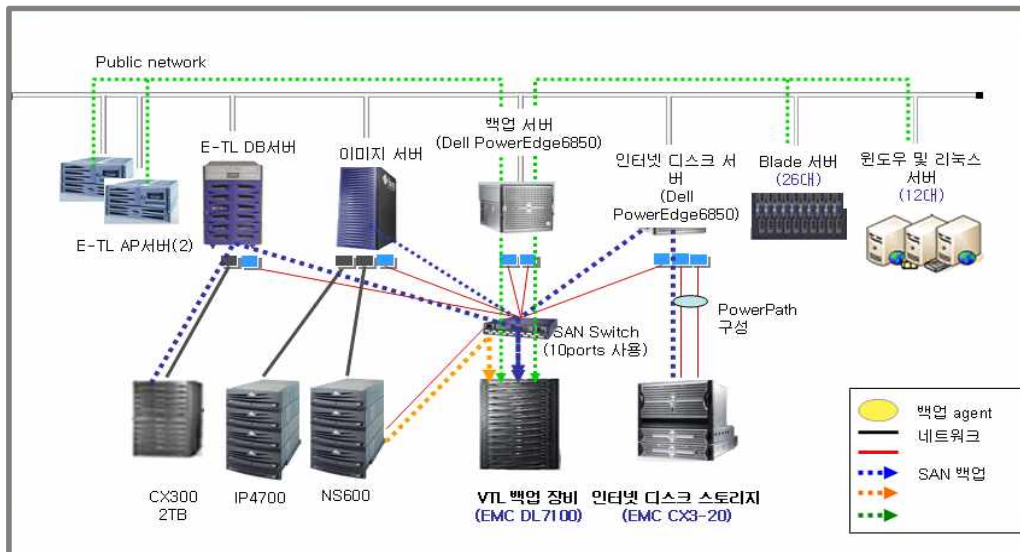 Public network
E-TL DB서버
이미지 서버
백업 서버
(Dell PowerEdge6850)
인터넷 디스크 서
버
(Dell
PowerEdge6850)
Blade 서버
(26대)
윈도우 및 리눅스
서버
(12대)
E-TL AP서버(2)
PowerPath
구성
SAN Switch
(10ports 사용)
CX300
2TB
IP4700
NS600
VTL 백업 장비
(EMC DL7100)
인터넷 디스크 스토리지
(EMC CX3-20)
백업 agent
네트워크
SAN 백업